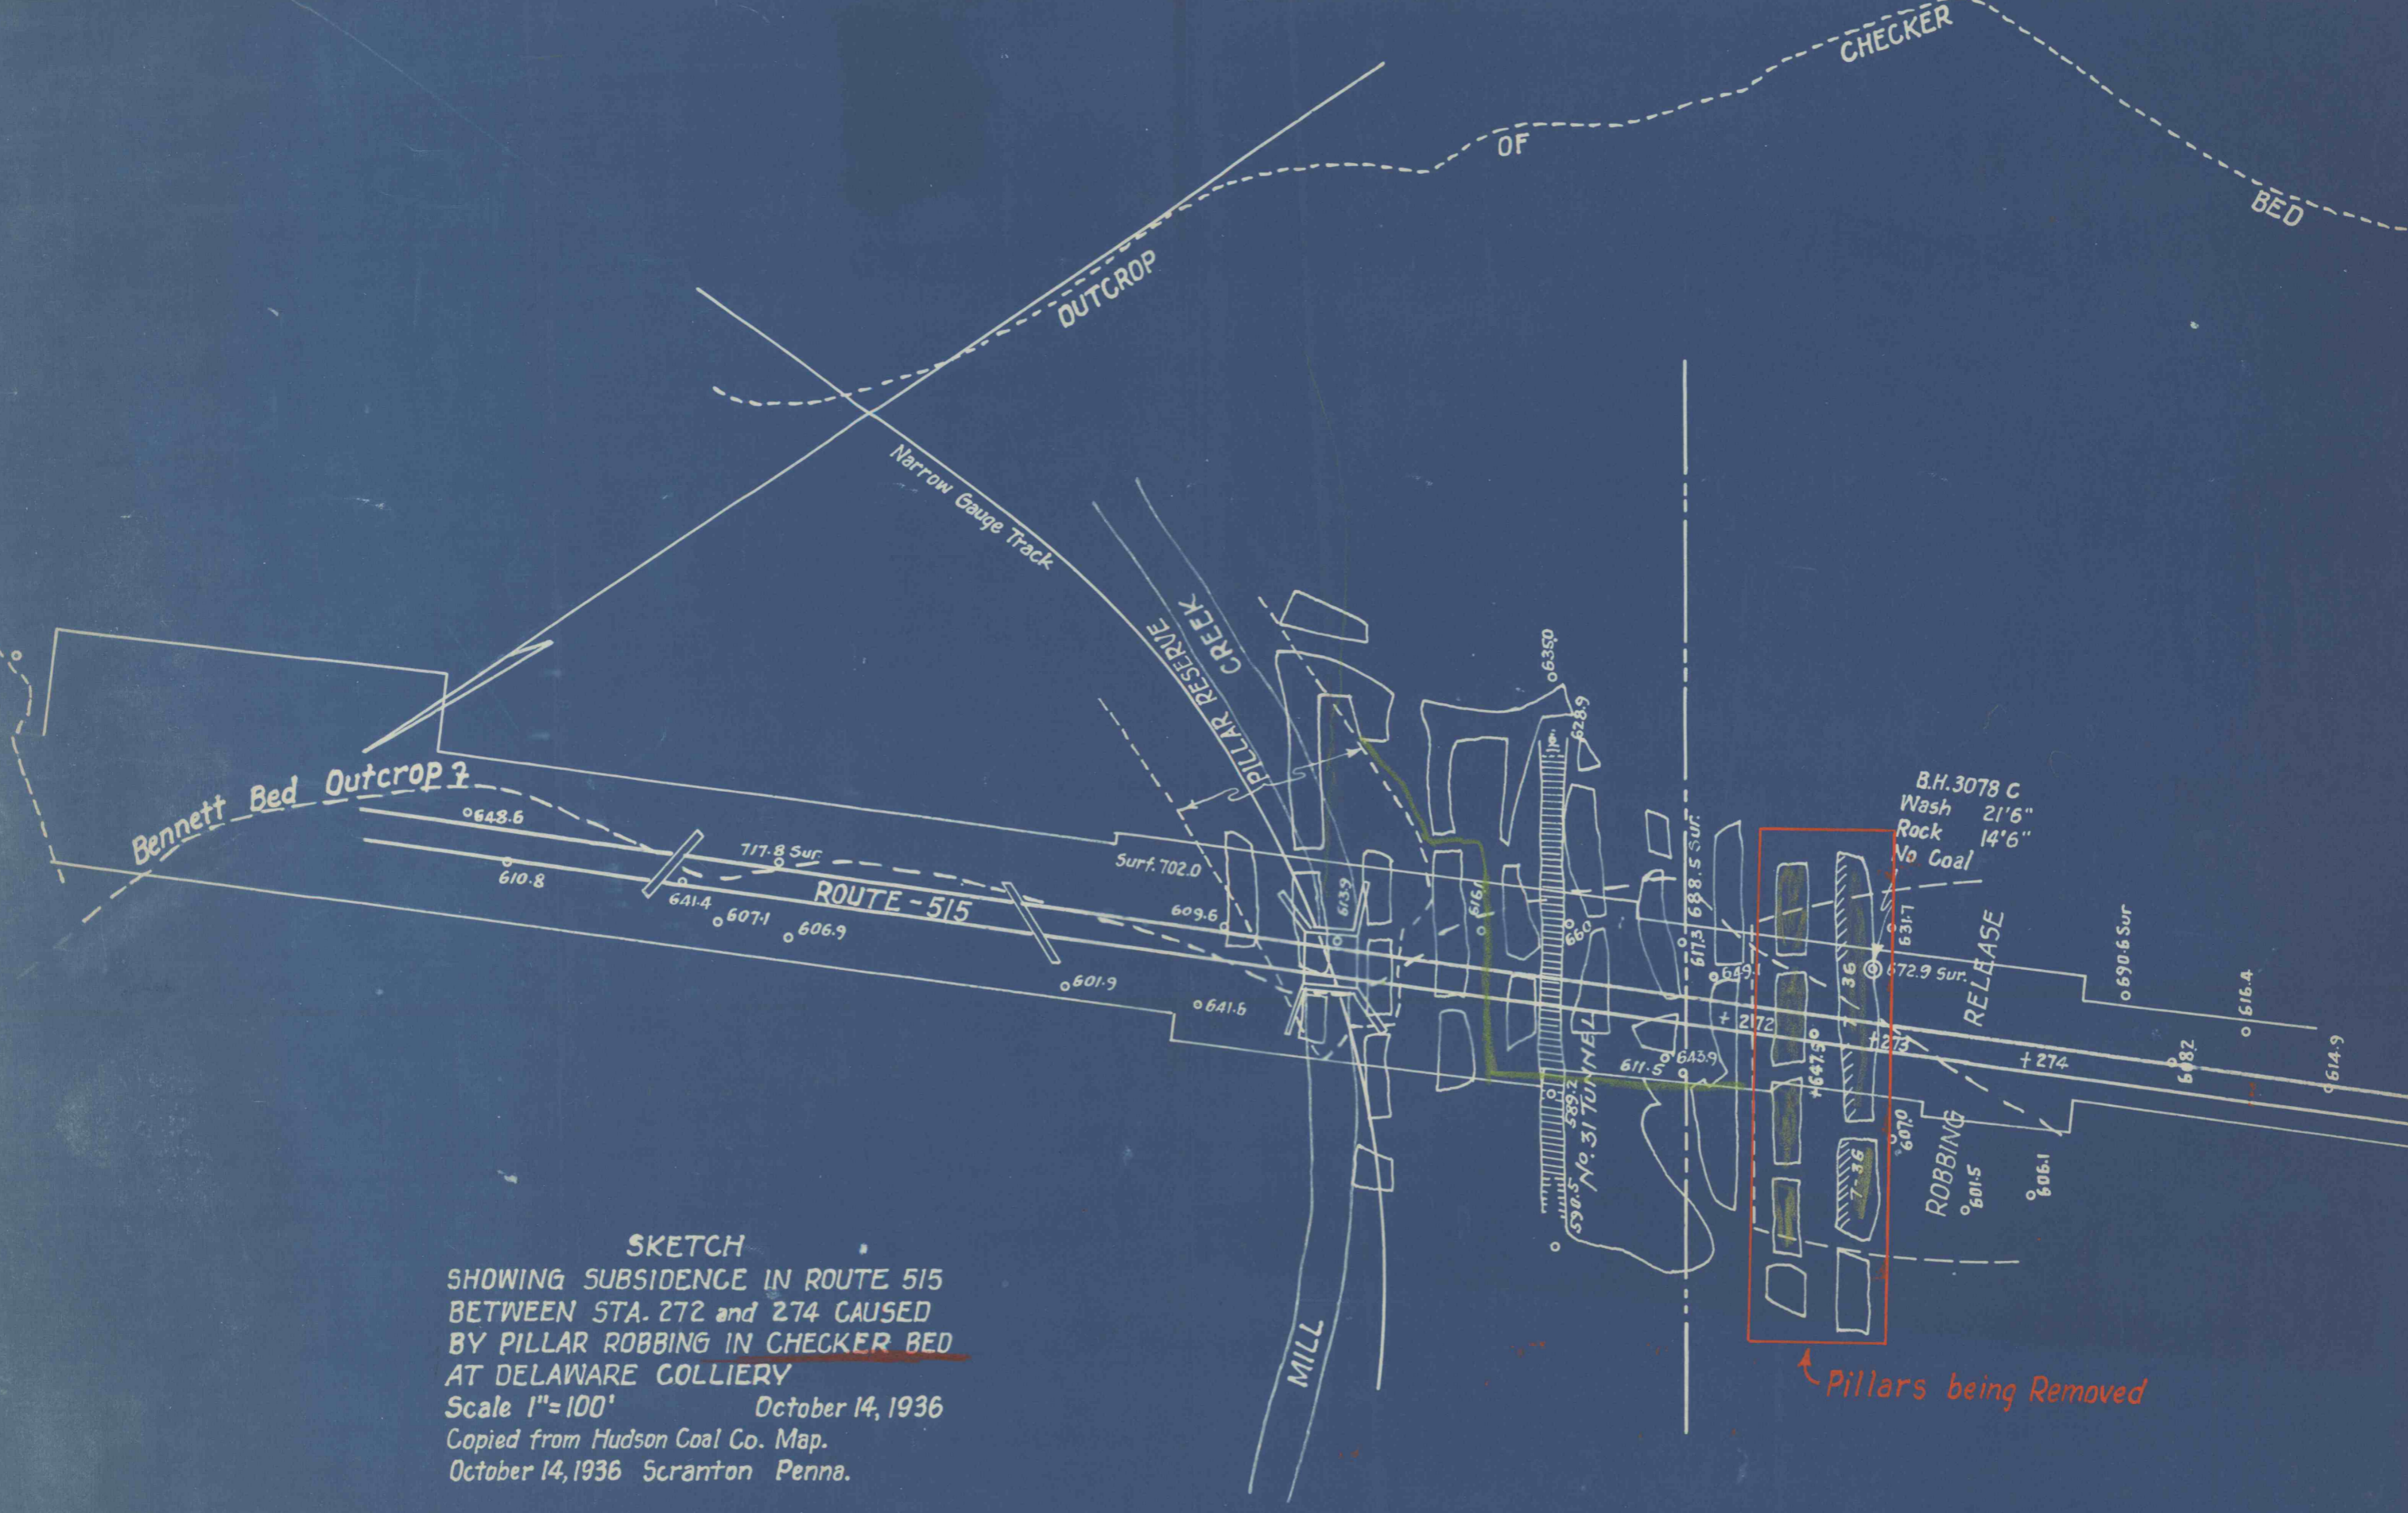 CHECKER
OF
BED
OUTCROP
Narrow Gauge Track
PILLAR RESERVE
CREEK
PILLAR RESERVE
635.0
628.9
Bennett Bed Outcrop
648.6
610.8
717.8 Sur
641.4
607.1
606.9
ROUTE-515
601.9
Surf. 702.0
609.6
641.6
613.9
616.1
660
589.2
590.5
No. 31 TUNNEL
688.5 Sur.
617.3
649.1
611.5
643.9
B.H. 3078 C
Wash 21'6"
Rock 14'6"
No Coal
631.7
672.9 Sur.
RELEASE
+ 272
647.5
+ 273
+ 274
7-36
607.0
ROBBING
601.5
606.1
690.6 Sur
616.4
608.2
614.9
MILL
Pillars being Removed
SKETCH
SHOWING SUBSIDENCE IN ROUTE 515
BETWEEN STA. 272 and 274 CAUSED
BY PILLAR ROBBING IN CHECKER BED
AT DELAWARE COLLIERY
Scale 1"=100' October 14, 1936
Copied from Hudson Coal Co. Map.
October 14, 1936 Scranton Penna.